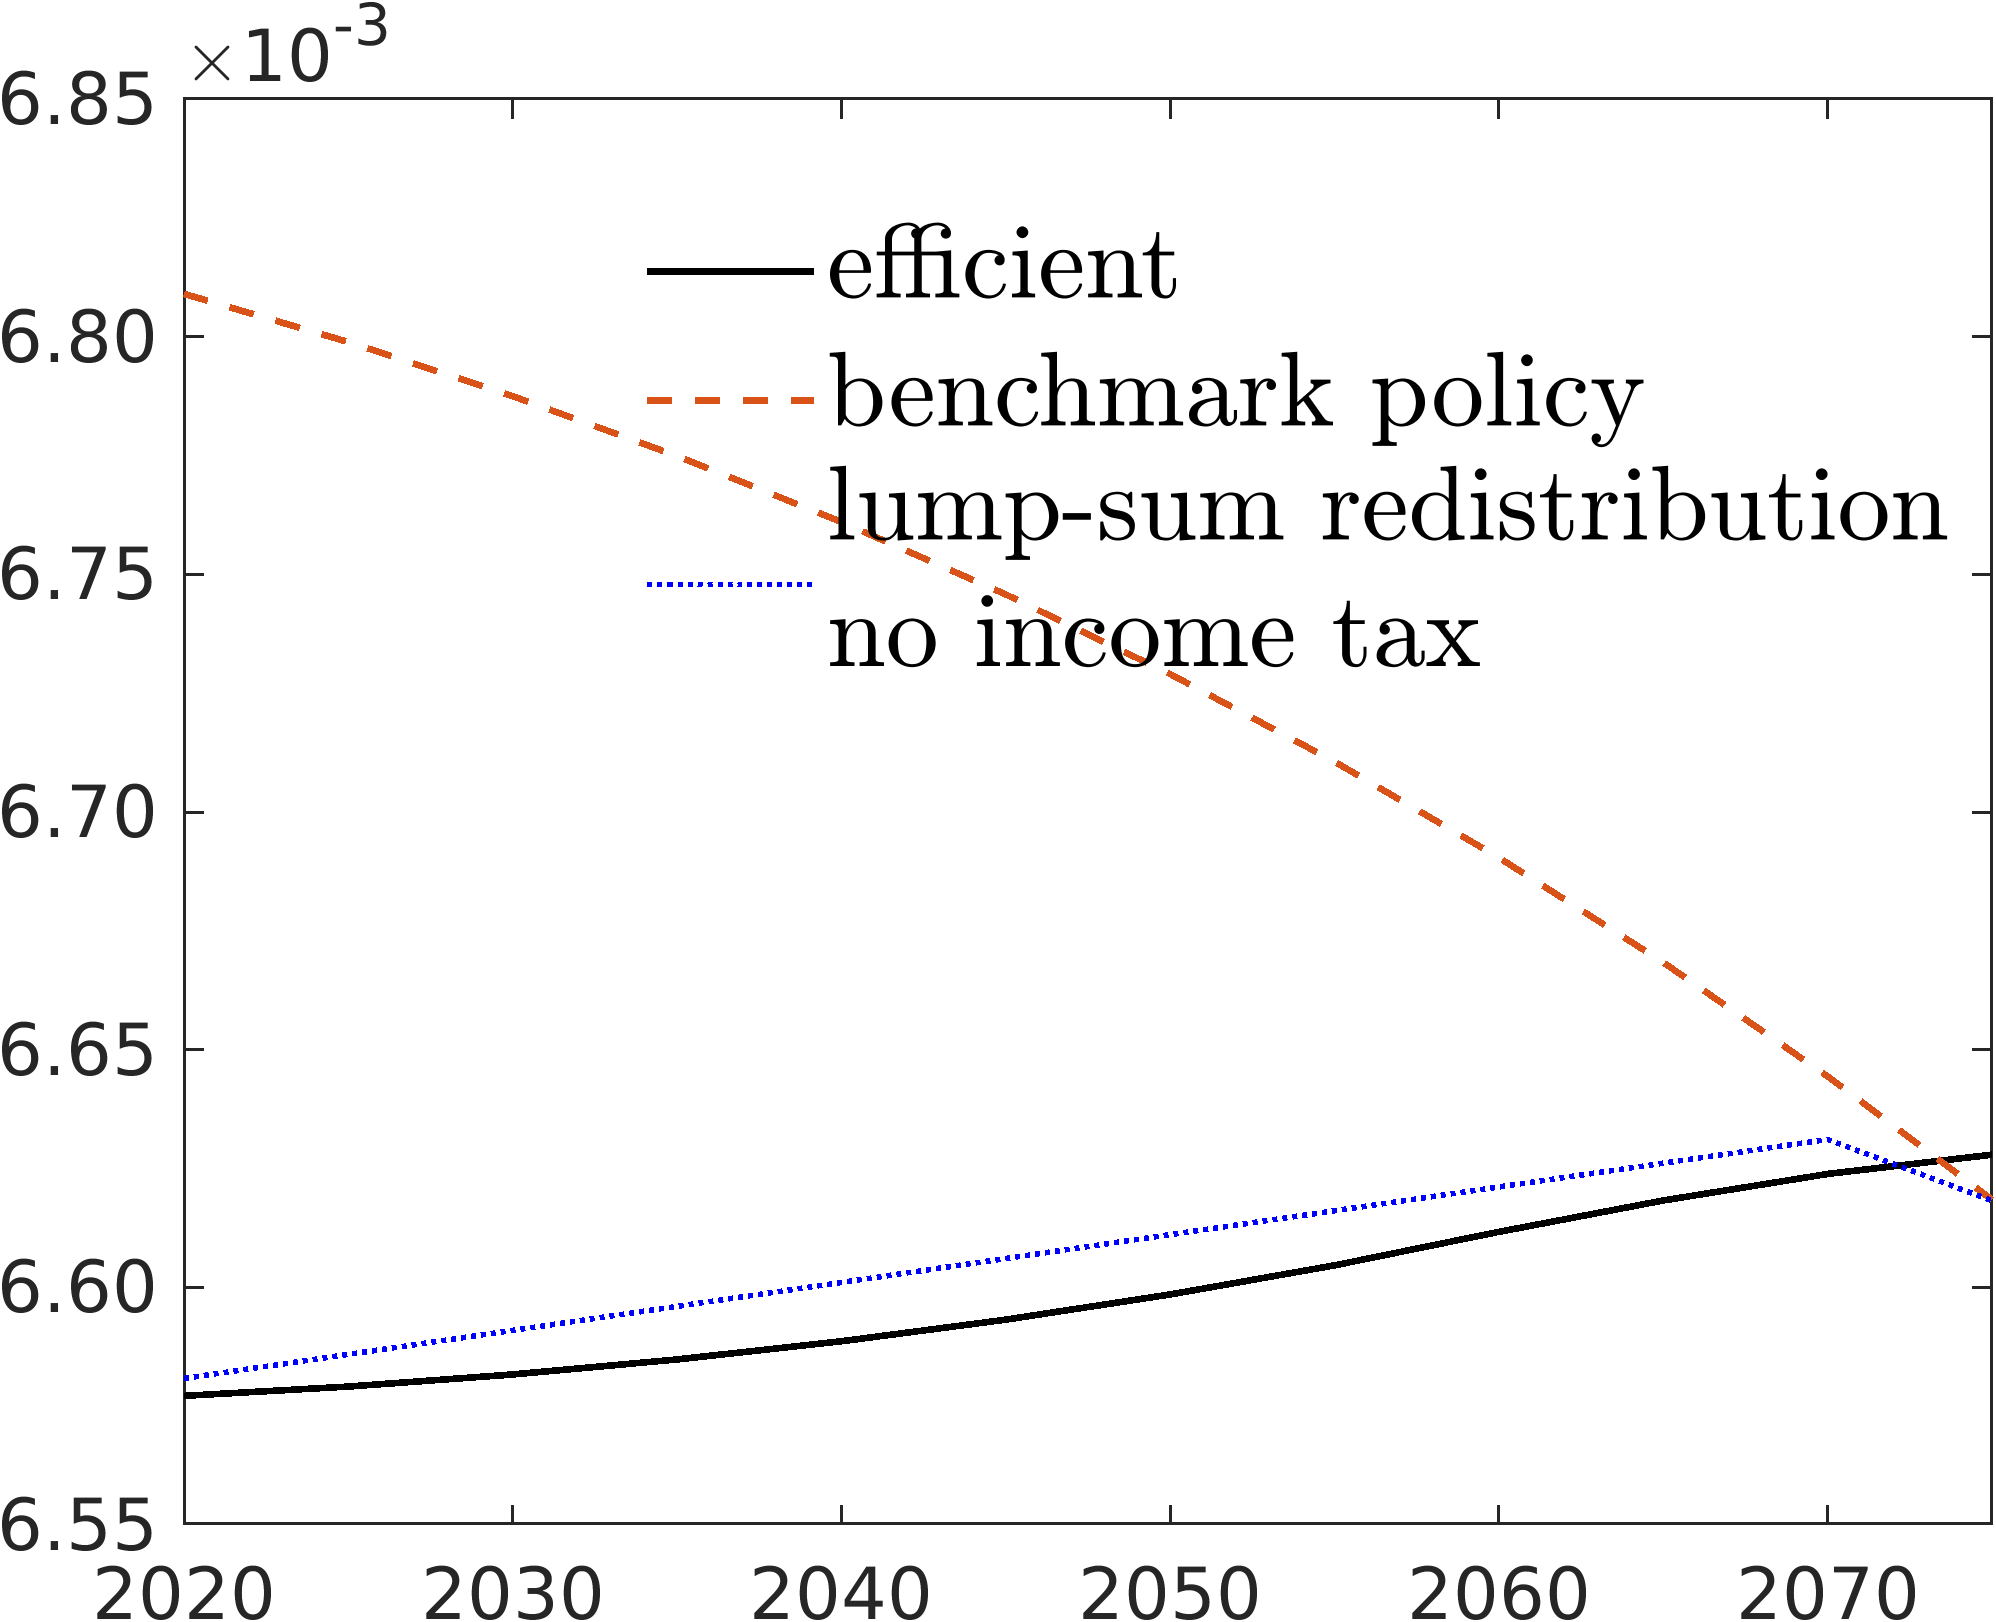 ×10-3
6.85
efficient
6.80
benchmark policy
lump-sum redistribution
6.75
no income tax
6.70
6.65
6.60
6.55
2020 2030 2040 2050 2060 2070